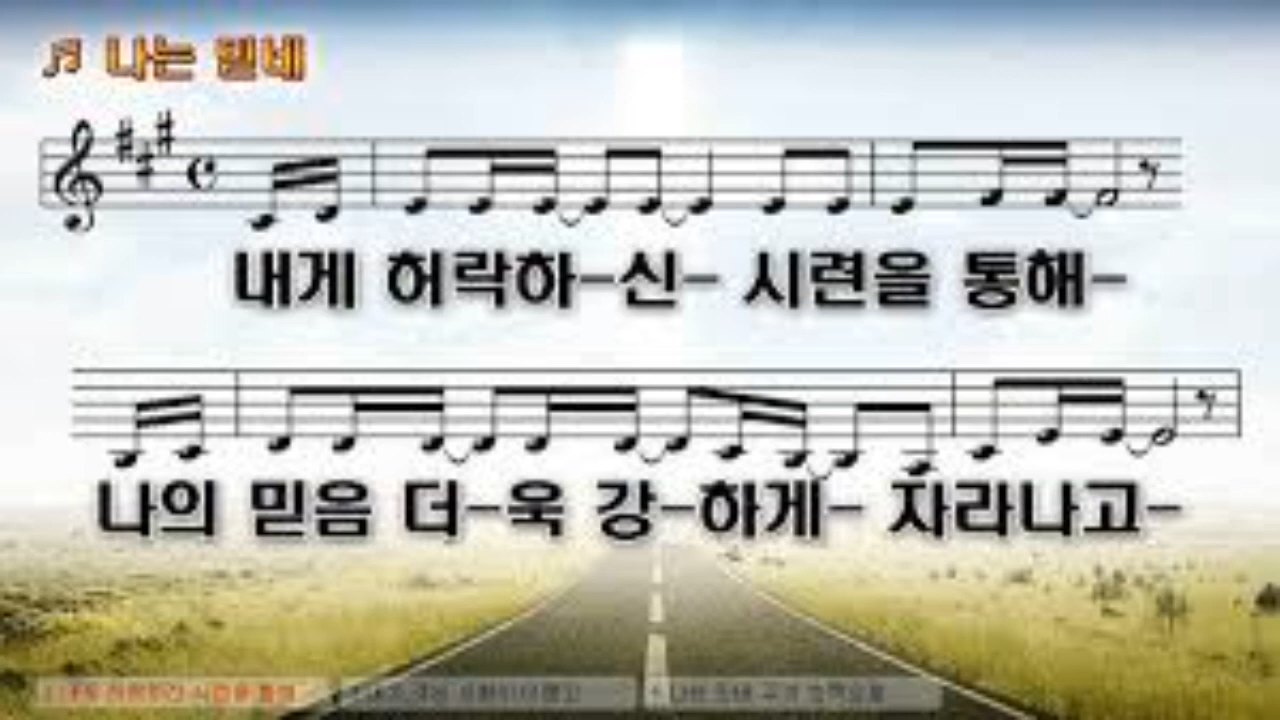 나는 믿네
내게 허락하-신- 시련을 통해-
나의 믿음 더-욱 강-하게- 자라나고-